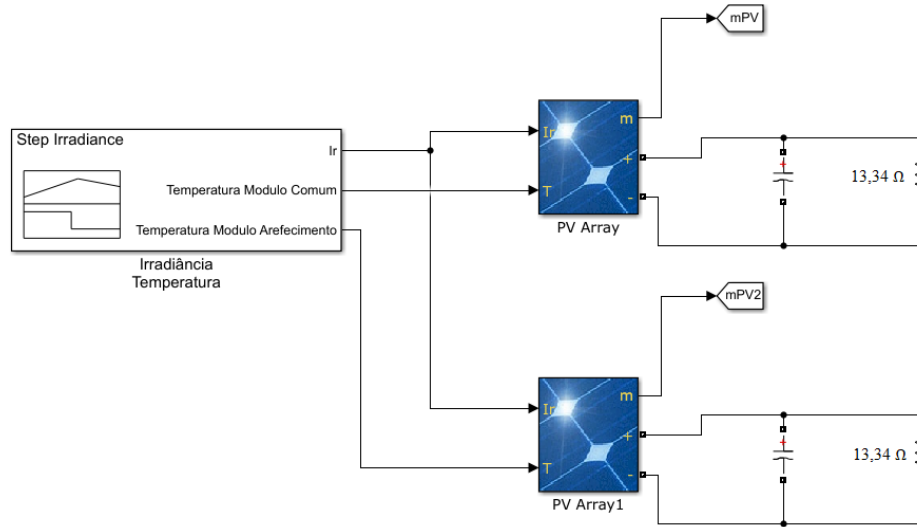 mPV
Step Irradiance
Ir
Temperatura Modulo Comum
Temperatura Modulo Arefecimento
Irradiância
Temperatura
Ir
T
m
+
-
PV Array
+
13,34 Ω
mPV2
Ir
T
m
+
-
PV Array1
+
13,34 Ω